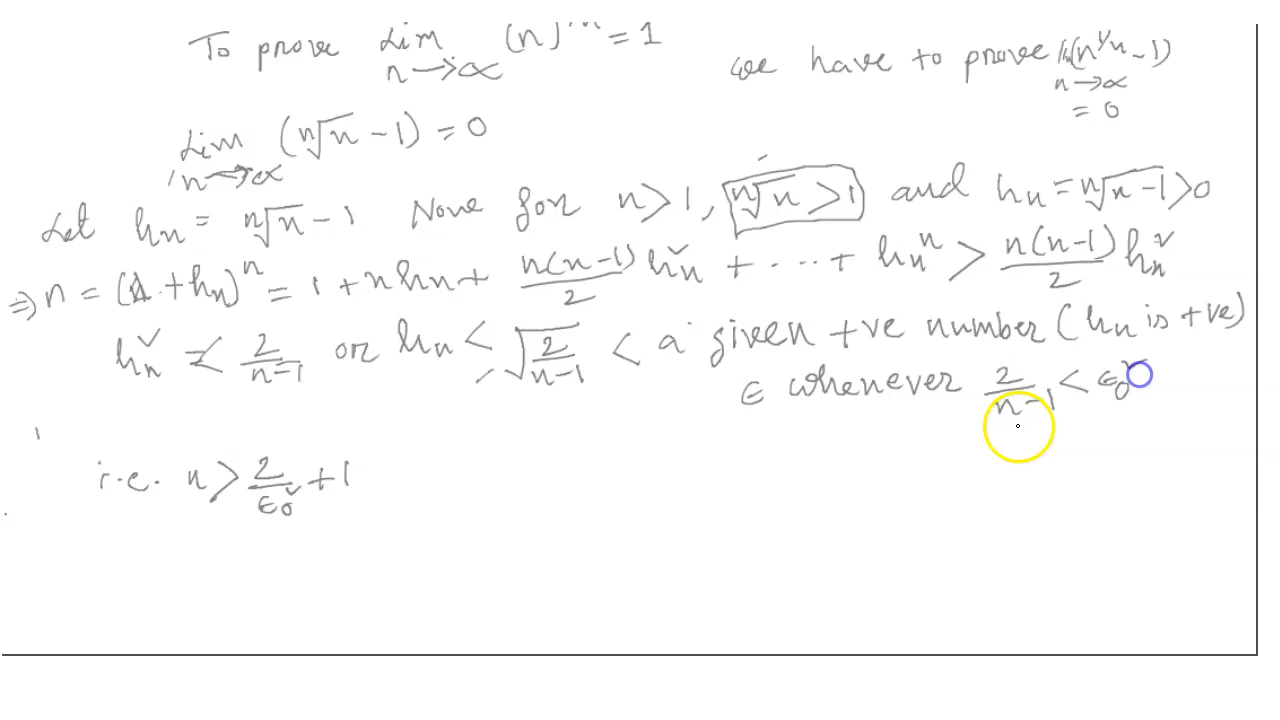 To prove Lim n→∝ (n)^1/n = 1
we have to prove lim n→∝ (n^1/n - 1) = 0
Lim n→∝ (ⁿ√n - 1) = 0
Let hn = ⁿ√n - 1 Now for n > 1, ⁿ√n > 1 and hn = ⁿ√n - 1 > 0
⇒ n = (1 + hn)^n = 1 + n hn + n(n-1)/2 hn² + ... + hn^n > n(n-1)/2 hn²
hn² < 2/n-1 or hn < √2/n-1 < a given +ve number (hn is +ve)
ϵ whenever 2/n-1 < ϵ0²
i.e. n > 2/ϵ0² + 1